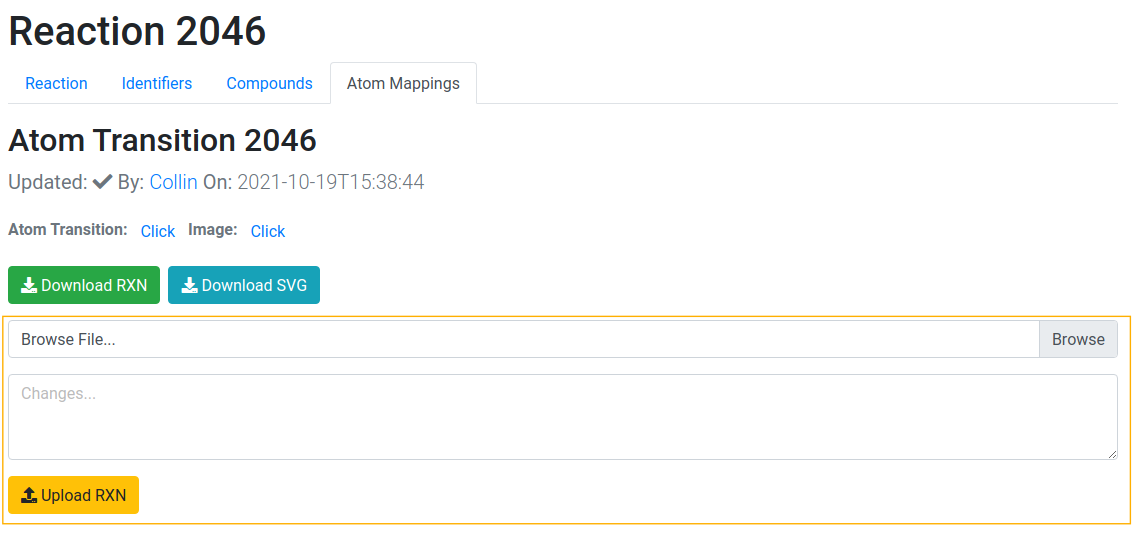 Reaction 2046
Reaction Identifiers Compounds Atom Mappings
Atom Transition 2046
Updated: By: Collin On: 2021-10-19T15:38:44
Atom Transition: Click Image: Click
Download RXN Download SVG
Browse File... Browse
Changes...
Upload RXN